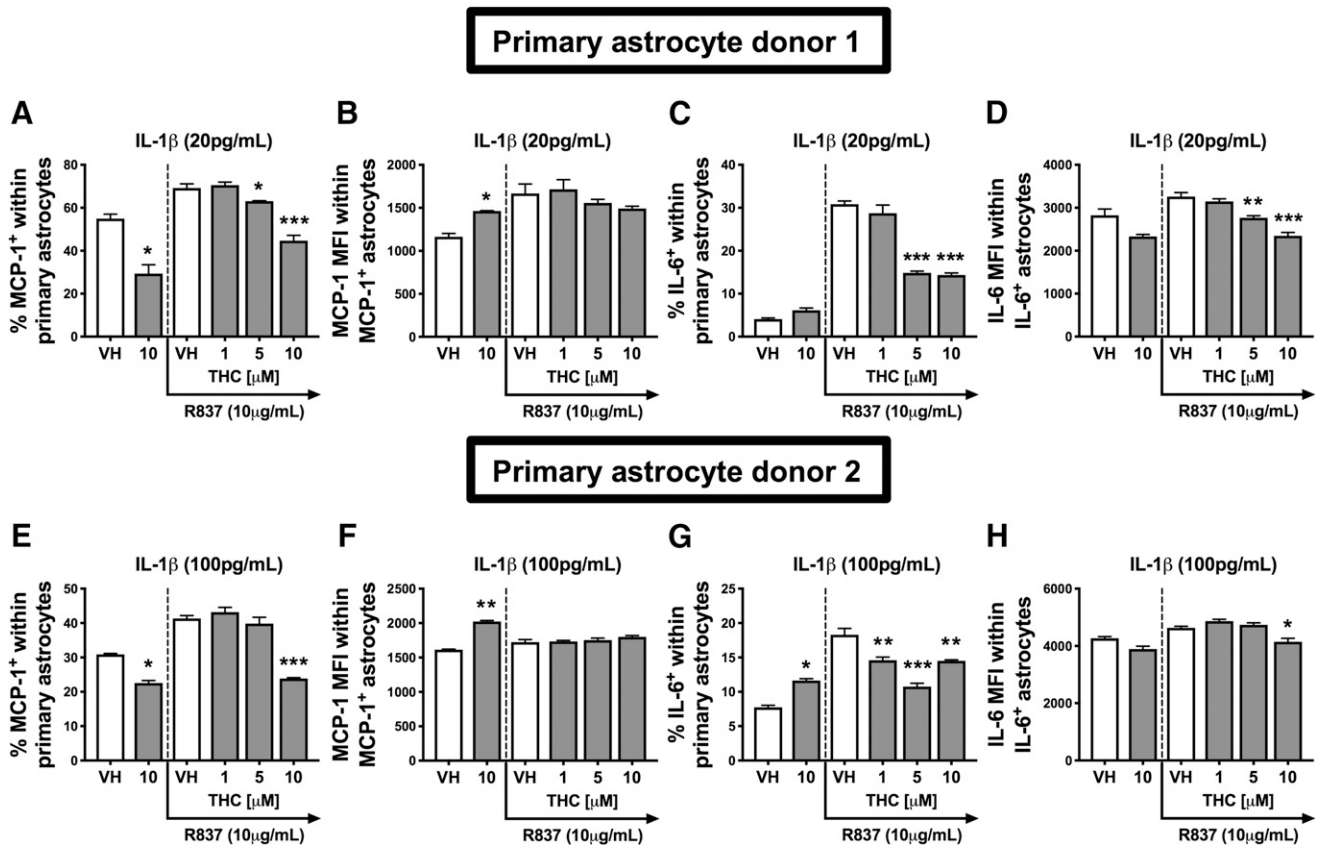 Primary astrocyte donor 1
A
IL-1β (20pg/mL)
% MCP-1⁺ within
primary astrocytes
80
60
40
20
0
*
*
***
VH 10 VH 1 5 10
THC [μM]
R837 (10μg/mL)
B
IL-1β (20pg/mL)
MCP-1 MFI within
MCP-1⁺ astrocytes
2000
1500
1000
500
0
*
VH 10 VH 1 5 10
THC [μM]
R837 (10μg/mL)
C
IL-1β (20pg/mL)
% IL-6⁺ within
primary astrocytes
40
30
20
10
0
*** ***
VH 10 VH 1 5 10
THC [μM]
R837 (10μg/mL)
D
IL-1β (20pg/mL)
IL-6 MFI within
IL-6⁺ astrocytes
4000
3000
2000
1000
0
**
***
VH 10 VH 1 5 10
THC [μM]
R837 (10μg/mL)
Primary astrocyte donor 2
E
IL-1β (100pg/mL)
% MCP-1⁺ within
primary astrocytes
50
40
30
20
10
0
*
***
VH 10 VH 1 5 10
THC [μM]
R837 (10μg/mL)
F
IL-1β (100pg/mL)
MCP-1 MFI within
MCP-1⁺ astrocytes
2500
2000
1500
1000
500
0
**
VH 10 VH 1 5 10
THC [μM]
R837 (10μg/mL)
G
IL-1β (100pg/mL)
% IL-6⁺ within
primary astrocytes
25
20
15
10
5
0
*
**
***
**
VH 10 VH 1 5 10
THC [μM]
R837 (10μg/mL)
H
IL-1β (100pg/mL)
IL-6 MFI within
IL-6⁺ astrocytes
6000
4000
2000
0
*
VH 10 VH 1 5 10
THC [μM]
R837 (10μg/mL)